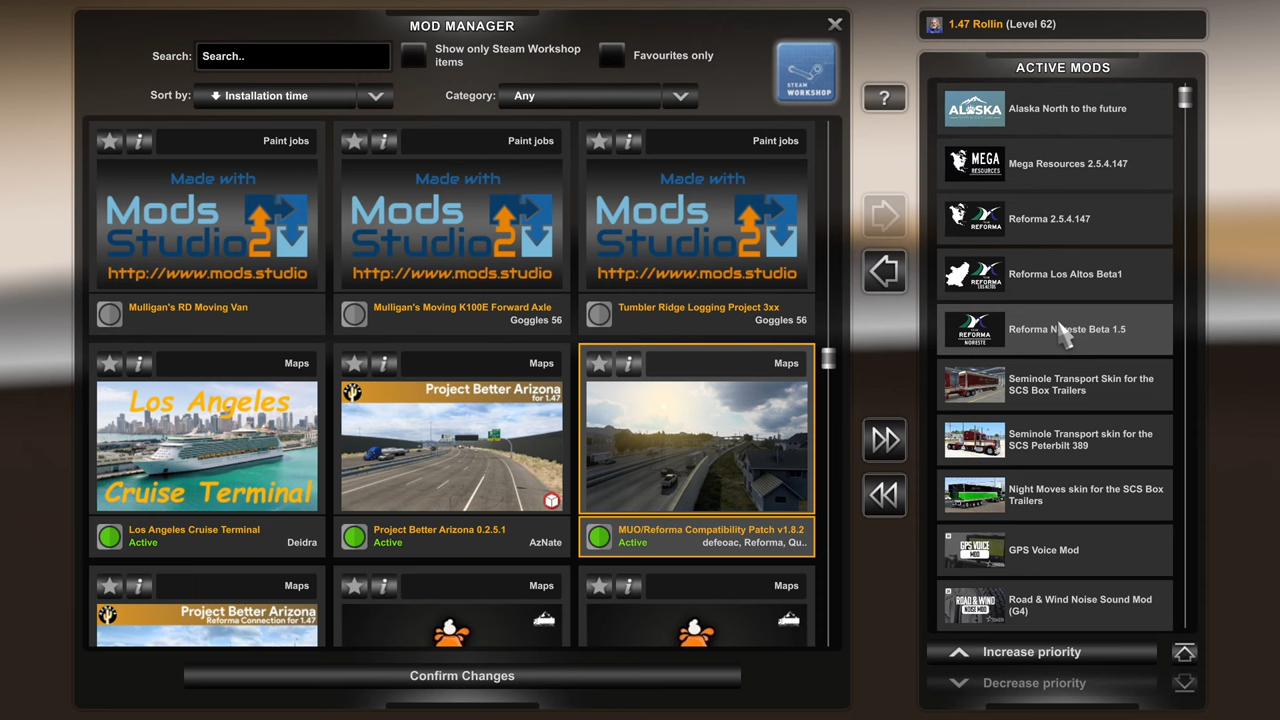 MOD MANAGER
Search:
Search..
Show only Steam Workshop
items
Favourites only
STEAM
WORKSHOP
Sort by:
Installation time
Category:
Any
Paint jobs
Paint jobs
Paint jobs
Made with
Mods
Studio 2
http://www.mods.studio
Made with
Mods
Studio 2
http://www.mods.studio
Made with
Mods
Studio 2
http://www.mods.studio
Mulligan's RD Moving Van
Mulligan's Moving K100E Forward Axle
Goggles 56
Tumbler Ridge Logging Project 3xx
Goggles 56
Maps
Maps
Maps
Los Angeles
Cruise Terminal
Project Better Arizona
for 1.47
Los Angeles Cruise Terminal
Active
Deidra
Project Better Arizona 0.2.5.1
Active
AzNate
MUO/Reforma Compatibility Patch v1.8.2
Active
defeoac, Reforma, Qu..
Maps
Maps
Maps
Project Better Arizona
Reforma Connection for 1.47
Confirm Changes
?
1.47 Rollin (Level 62)
ACTIVE MODS
ALASKA
Alaska North to the future
MEGA
RESOURCES
Mega Resources 2.5.4.147
REFORMA
Reforma 2.5.4.147
REFORMA
LOS ALTOS
Reforma Los Altos Beta1
REFORMA
NORESTE
Reforma Noreste Beta 1.5
Seminole Transport Skin for the
SCS Box Trailers
Seminole Transport skin for the
SCS Peterbilt 389
Night Moves skin for the SCS Box
Trailers
GPS VOICE
MOD
GPS Voice Mod
ROAD & WIND
NOISE MOD
Road & Wind Noise Sound Mod
(G4)
Increase priority
Decrease priority